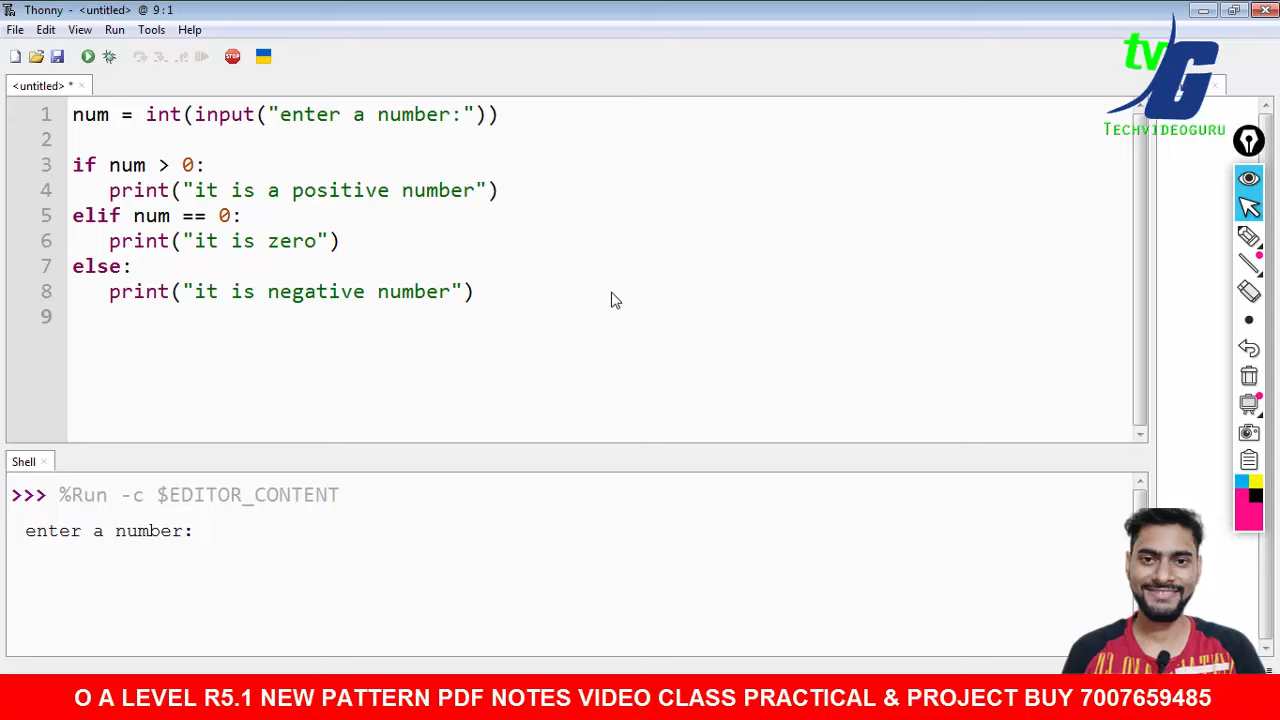 Thonny - <untitled> @ 9:1
File Edit View Run Tools Help
STOP
tv G
TECHVIDEOGURU
<untitled> * ×
1 num = int(input("enter a number:"))
2
3 if num > 0:
4 print("it is a positive number")
5 elif num == 0:
6 print("it is zero")
7 else:
8 print("it is negative number")
9
Shell ×
>>> %Run -c $EDITOR_CONTENT
enter a number:
O A LEVEL R5.1 NEW PATTERN PDF NOTES VIDEO CLASS PRACTICAL & PROJECT BUY 7007659485